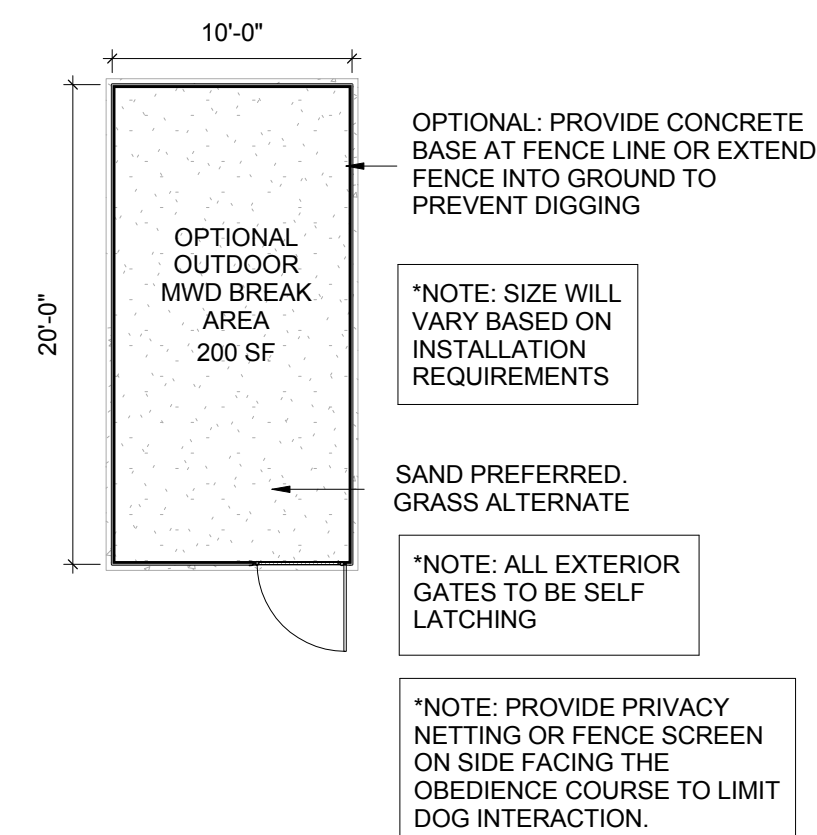 10'-0"
20'-0"
OPTIONAL
OUTDOOR
MWD BREAK
AREA
200 SF
OPTIONAL: PROVIDE CONCRETE
BASE AT FENCE LINE OR EXTEND
FENCE INTO GROUND TO
PREVENT DIGGING
*NOTE: SIZE WILL
VARY BASED ON
INSTALLATION
REQUIREMENTS
SAND PREFERRED.
GRASS ALTERNATE
*NOTE: ALL EXTERIOR
GATES TO BE SELF
LATCHING
*NOTE: PROVIDE PRIVACY
NETTING OR FENCE SCREEN
ON SIDE FACING THE
OBEDIENCE COURSE TO LIMIT
DOG INTERACTION.